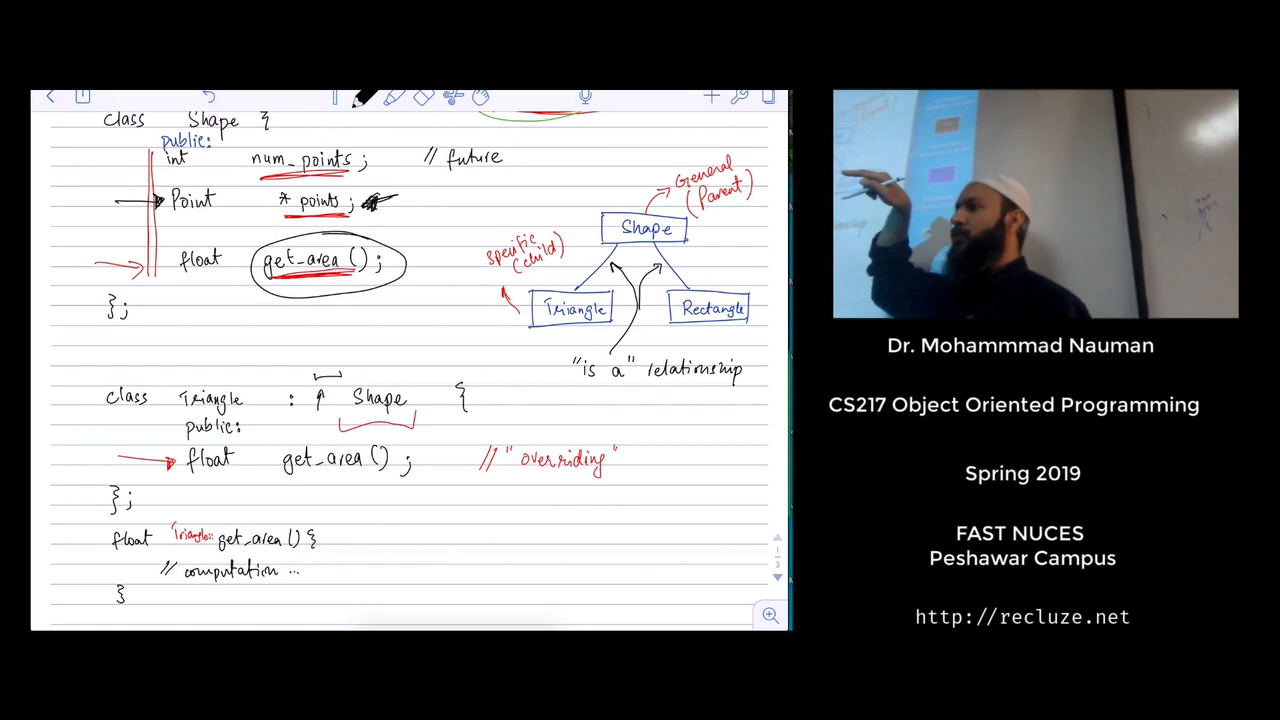 class Shape {
public:
int num_points; // future
Point * points;
float get_area();
};
General
(Parent)
Shape
specific
(child)
Triangle
Rectangle
"is a" relationship
class Triangle : Shape {
public:
float get_area(); // "overriding"
};
float Triangle:: get_area() {
// computation ...
}
1
3
Dr. Mohammmad Nauman
CS217 Object Oriented Programming
Spring 2019
FAST NUCES
Peshawar Campus
http://recluze.net